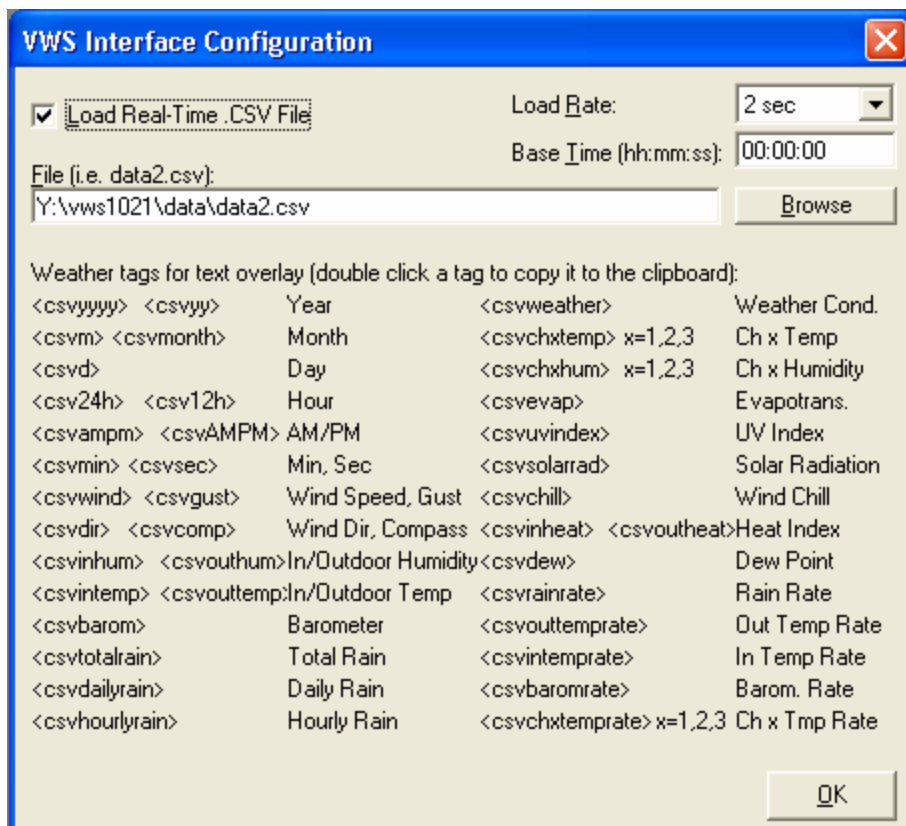 VWS Interface Configuration
Load Real-Time .CSV File
Load Rate: 2 sec
Base Time (hh:mm:ss): 00:00:00
File (i.e. data2.csv):
Y:\vws1021\data\data2.csv Browse
Weather tags for text overlay (double click a tag to copy it to the clipboard):
<csvyyyy> <csvyy> Year <csvweather> Weather Cond.
<csvm> <csvmonth> Month <csvchxtemp> x=1,2,3 Ch x Temp
<csvd> Day <csvchxhum> x=1,2,3 Ch x Humidity
<csv24h> <csv12h> Hour <csvevap> Evapotrans.
<csvampm> <csvAMPM> AM/PM <csvuvindex> UV Index
<csvmin> <csvsec> Min, Sec <csvsolarrad> Solar Radiation
<csvwind> <csvgust> Wind Speed, Gust <csvchill> Wind Chill
<csvdir> <csvcomp> Wind Dir, Compass <csvinheat> <csvoutheat> Heat Index
<csvinhum> <csvouthum> In/Outdoor Humidity <csvdew> Dew Point
<csvintemp> <csvouttemp In/Outdoor Temp <csvrainrate> Rain Rate
<csvbarom> Barometer <csvouttemprate> Out Temp Rate
<csvtotalrain> Total Rain <csvintemprate> In Temp Rate
<csvdailyrain> Daily Rain <csvbaromrate> Barom. Rate
<csvhourlyrain> Hourly Rain <csvchxtemprate> x=1,2,3 Ch x Tmp Rate
OK